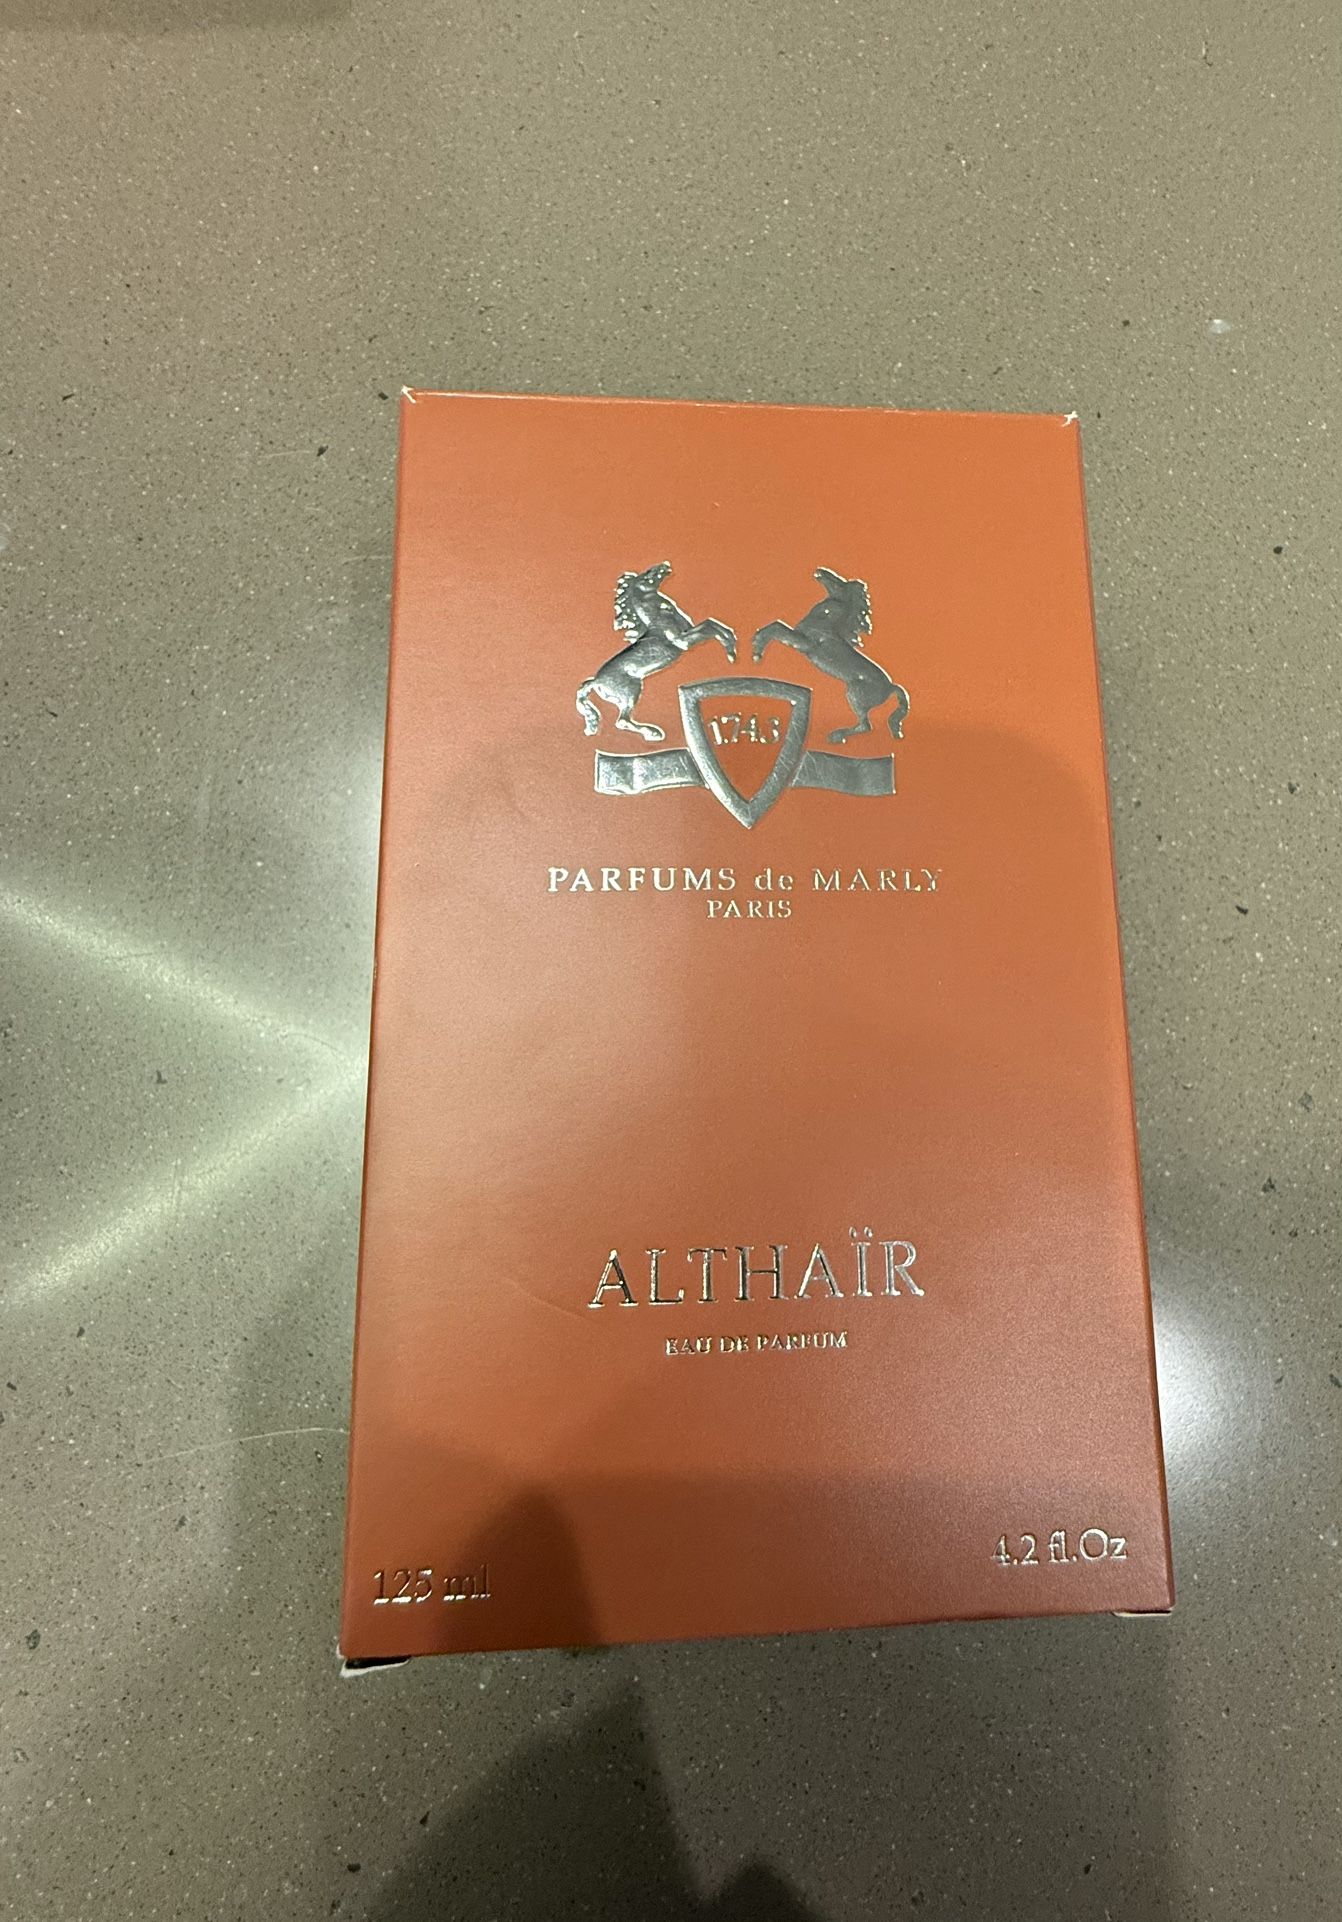 1743
PARFUMS de MARLY
PARIS
ALTHAÏR
EAU DE PARFUM
125 ml
4.2 fl.Oz